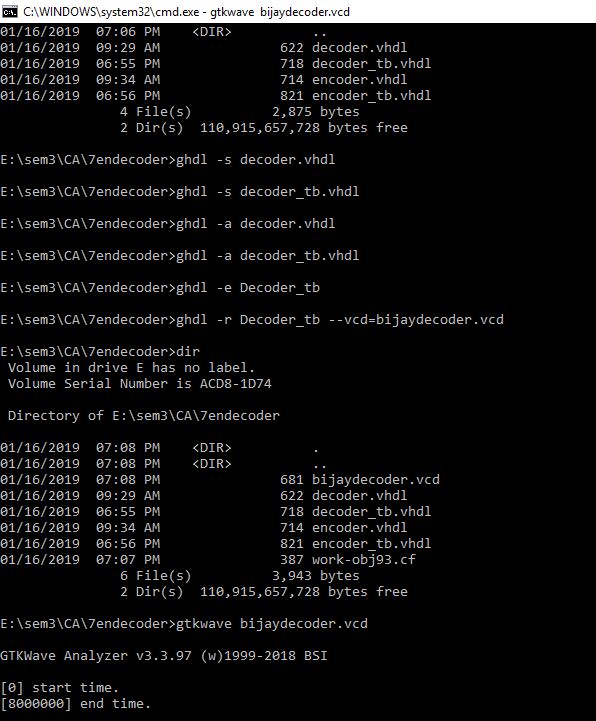 C:\WINDOWS\system32\cmd.exe - gtkwave  bijaydecoder.vcd
01/16/2019  07:06 PM    <DIR>          ..
01/16/2019  09:29 AM               622 decoder.vhdl
01/16/2019  06:55 PM               718 decoder_tb.vhdl
01/16/2019  09:34 AM               714 encoder.vhdl
01/16/2019  06:56 PM               821 encoder_tb.vhdl
               4 File(s)          2,875 bytes
               2 Dir(s)  110,915,657,728 bytes free
E:\sem3\CA\7endecoder>ghdl -s decoder.vhdl
E:\sem3\CA\7endecoder>ghdl -s decoder_tb.vhdl
E:\sem3\CA\7endecoder>ghdl -a decoder.vhdl
E:\sem3\CA\7endecoder>ghdl -a decoder_tb.vhdl
E:\sem3\CA\7endecoder>ghdl -e Decoder_tb
E:\sem3\CA\7endecoder>ghdl -r Decoder_tb --vcd=bijaydecoder.vcd
E:\sem3\CA\7endecoder>dir
 Volume in drive E has no label.
 Volume Serial Number is ACD8-1D74
 Directory of E:\sem3\CA\7endecoder
01/16/2019  07:08 PM    <DIR>          .
01/16/2019  07:08 PM    <DIR>          ..
01/16/2019  07:08 PM               681 bijaydecoder.vcd
01/16/2019  09:29 AM               622 decoder.vhdl
01/16/2019  06:55 PM               718 decoder_tb.vhdl
01/16/2019  09:34 AM               714 encoder.vhdl
01/16/2019  06:56 PM               821 encoder_tb.vhdl
01/16/2019  07:07 PM               387 work-obj93.cf
               6 File(s)          3,943 bytes
               2 Dir(s)  110,915,657,728 bytes free
E:\sem3\CA\7endecoder>gtkwave bijaydecoder.vcd
GTKWave Analyzer v3.3.97 (w)1999-2018 BSI
[0] start time.
[8000000] end time.